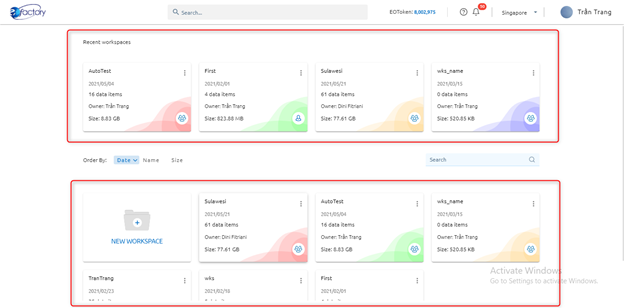 eofactory
Search...
EOToken: 8,002,975
Singapore
Trần Trang
Recent workspaces
AutoTest
2021/05/04
16 data items
Owner: Trần Trang
Size: 8.83 GB
First
2021/02/01
4 data items
Owner: Trần Trang
Size: 823.88 MB
Sulawesi
2021/05/21
61 data items
Owner: Dini Fitriani
Size: 77.61 GB
wks_name
2021/03/15
0 data items
Owner: Trần Trang
Size: 520.85 KB
Order By: Date Name Size
Search
NEW WORKSPACE
Sulawesi
2021/05/21
61 data items
Owner: Dini Fitriani
Size: 77.61 GB
AutoTest
2021/05/04
16 data items
Owner: Trần Trang
Size: 8.83 GB
wks_name
2021/03/15
0 data items
Owner: Trần Trang
Size: 520.85 KB
TranTrang
2021/02/23
wks
2021/02/16
First
2021/02/01
Activate Windows
Go to Settings to activate Windows.